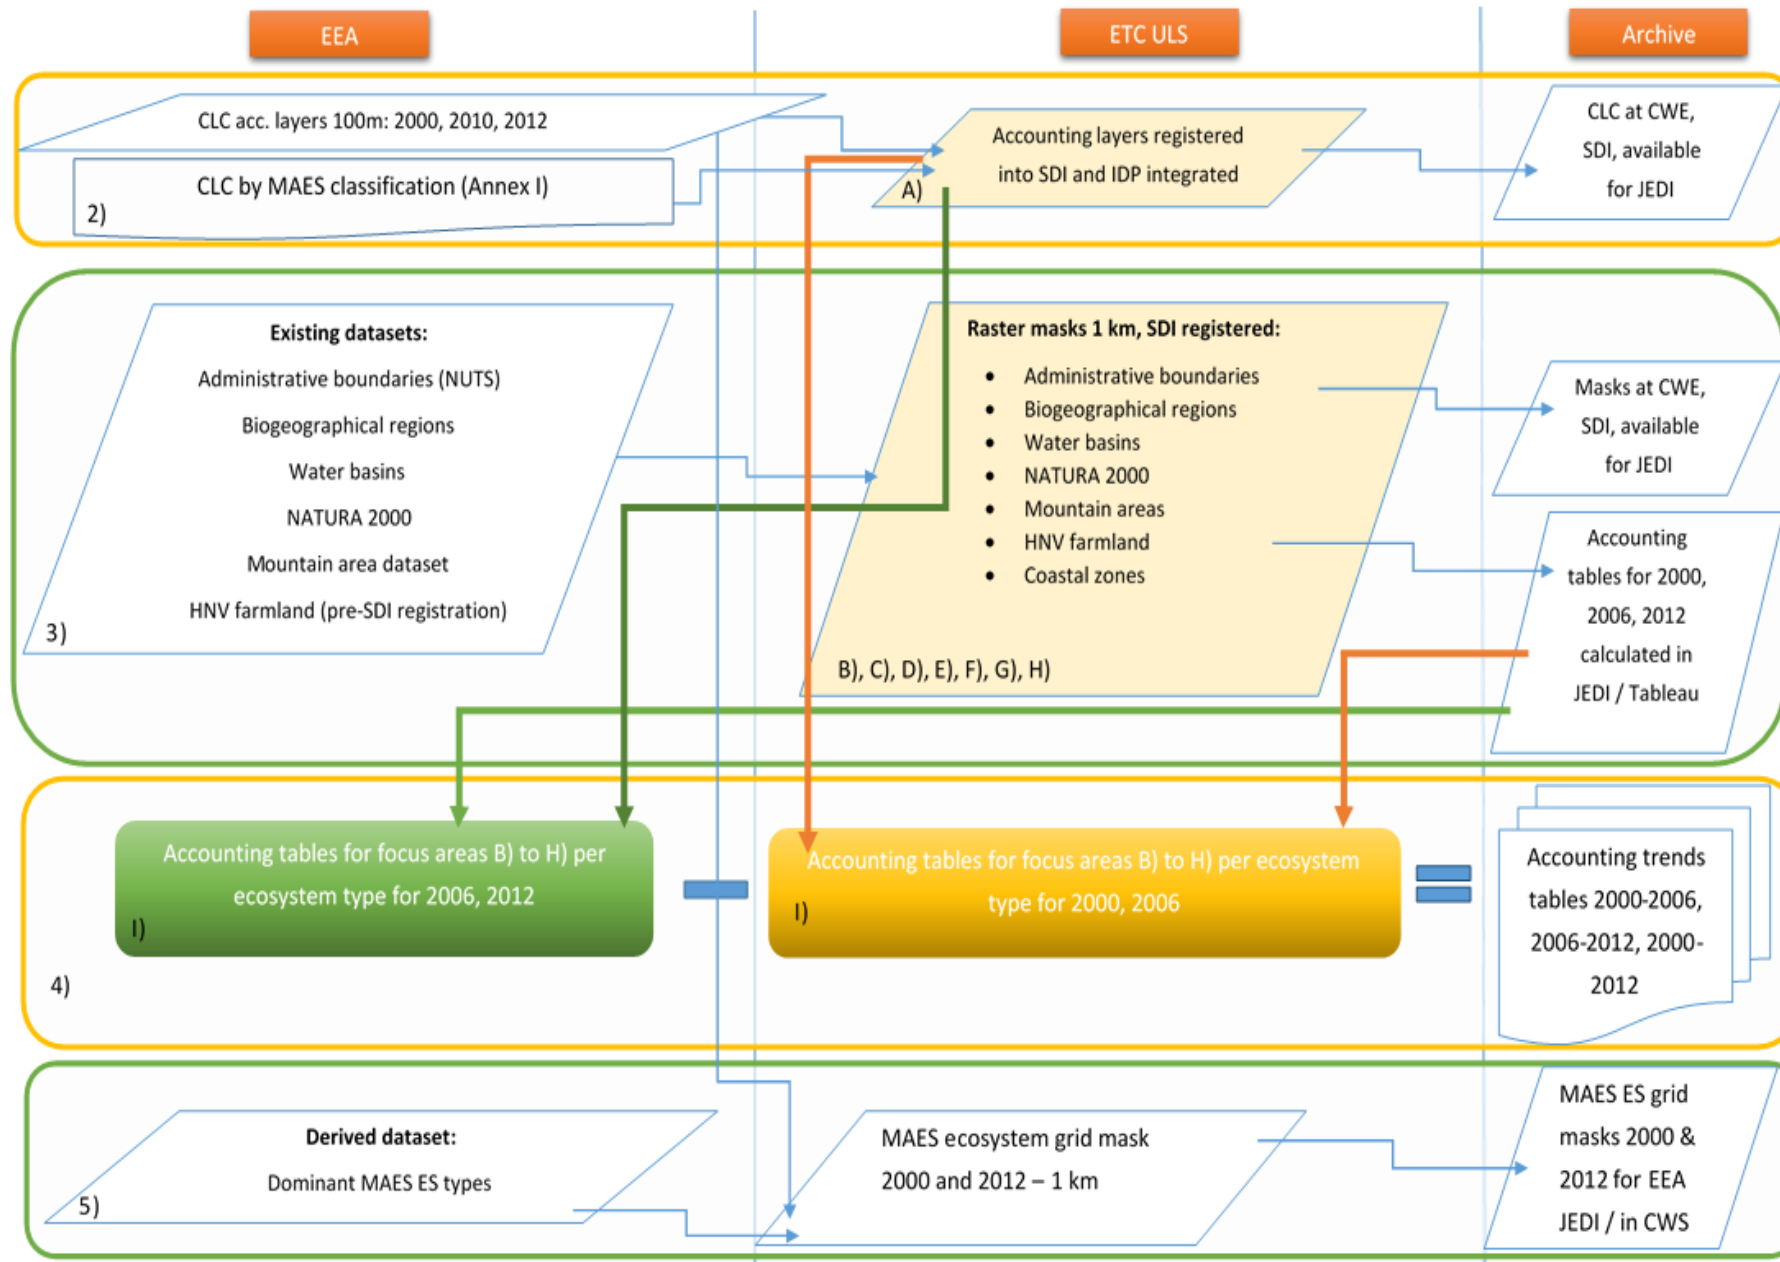 EEA
ETC ULS
Archive
CLC acc. layers 100m: 2000, 2010, 2012
CLC by MAES classification (Annex I)
2)
Accounting layers registered
into SDI and IDP integrated
A)
CLC at CWE,
SDI, available
for JEDI
Existing datasets:
Administrative boundaries (NUTS)
Biogeographical regions
Water basins
NATURA 2000
Mountain area dataset
HNV farmland (pre-SDI registration)
3)
Raster masks 1 km, SDI registered:
• Administrative boundaries
• Biogeographical regions
• Water basins
• NATURA 2000
• Mountain areas
• HNV farmland
• Coastal zones
B), C), D), E), F), G), H)
Masks at CWE,
SDI, available
for JEDI
Accounting
tables for 2000,
2006, 2012
calculated in
JEDI / Tableau
Accounting tables for focus areas B) to H) per
ecosystem type for 2006, 2012
I)
Accounting tables for focus areas B) to H) per ecosystem
type for 2000, 2006
I)
Accounting trends
tables 2000-2006,
2006-2012, 2000-
2012
4)
Derived dataset:
Dominant MAES ES types
5)
MAES ecosystem grid mask
2000 and 2012 – 1 km
MAES ES grid
masks 2000 &
2012 for EEA
JEDI / in CWS